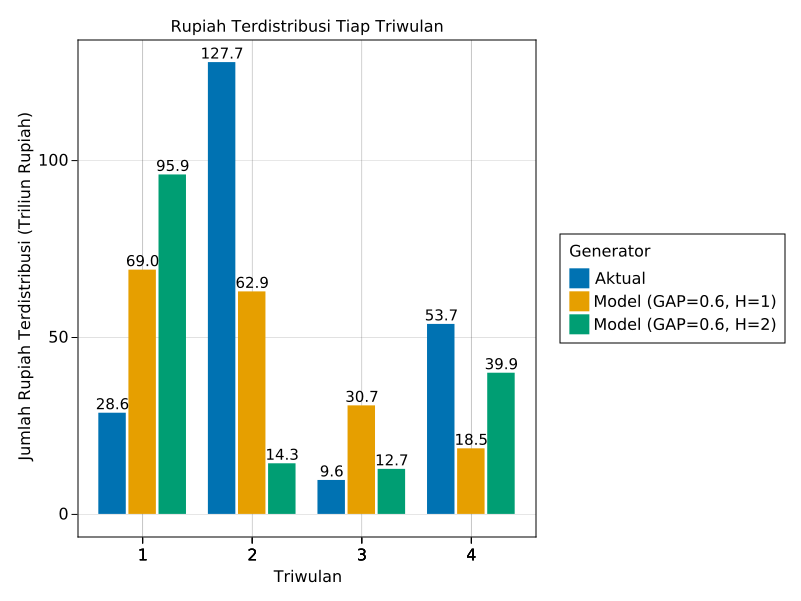 Rupiah Terdistribusi Tiap Triwulan
Jumlah Rupiah Terdistribusi (Triliun Rupiah)
100
50
0
28.6
69.0
95.9
127.7
62.9
14.3
9.6
30.7
12.7
53.7
18.5
39.9
1
2
3
4
Triwulan
Generator
Aktual
Model (GAP=0.6, H=1)
Model (GAP=0.6, H=2)